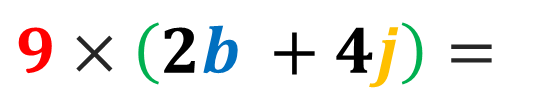 9 × (2b + 4j) =